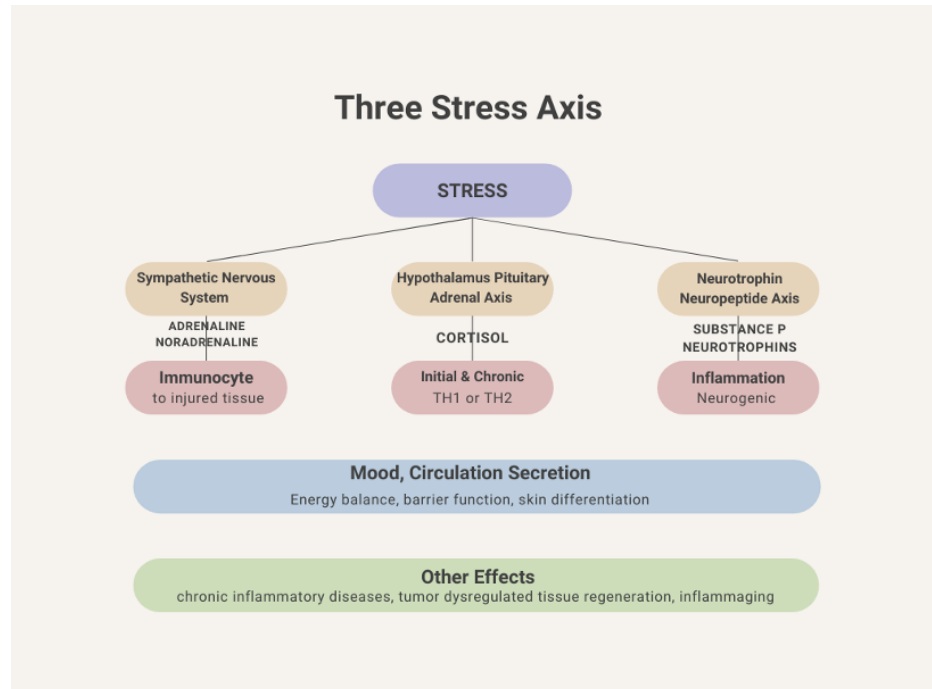 Three Stress Axis
STRESS
Sympathetic Nervous
System
ADRENALINE
NORADRENALINE
Immunocyte
to injured tissue
Hypothalamus Pituitary
Adrenal Axis
CORTISOL
Initial & Chronic
TH1 or TH2
Neurotrophin
Neuropeptide Axis
SUBSTANCE P
NEUROTROPHINS
Inflammation
Neurogenic
Mood, Circulation Secretion
Energy balance, barrier function, skin differentiation
Other Effects
chronic inflammatory diseases, tumor dysregulated tissue regeneration, inflammaging